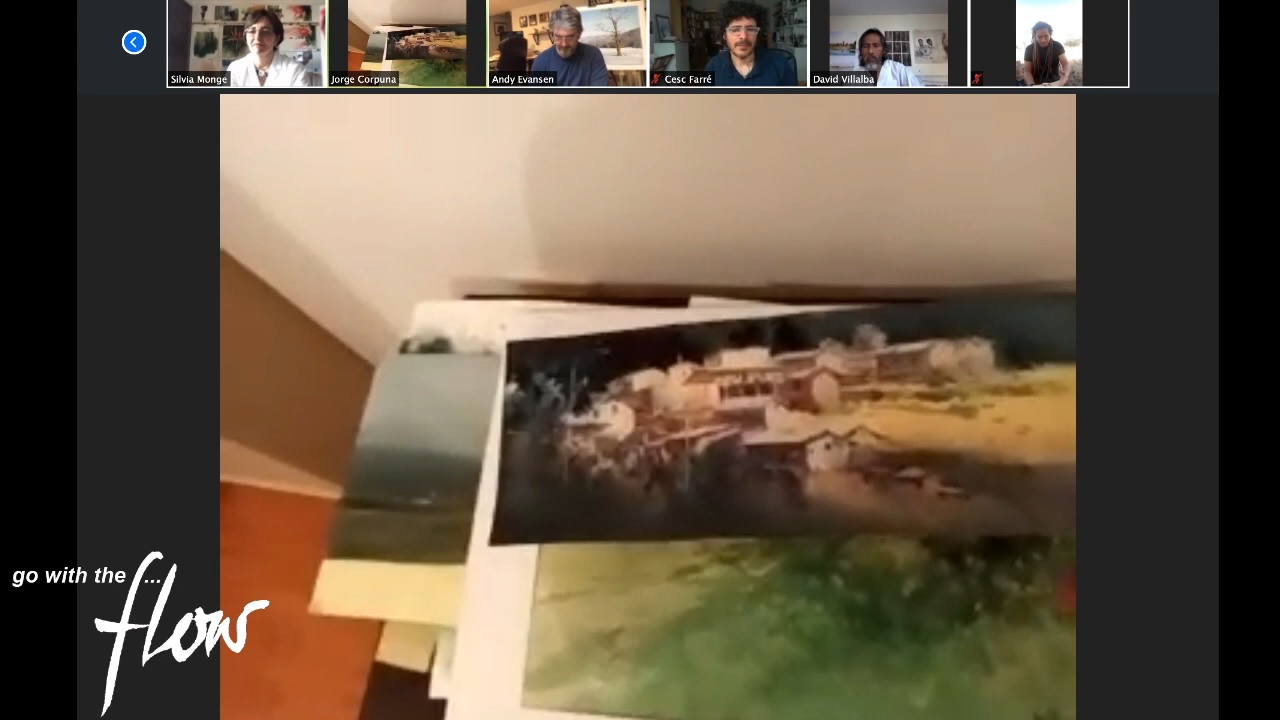 Silvia Monge
Jorge Corpuna
Andy Evansen
Cesc Farré
David Villalba
go with the ...
flow